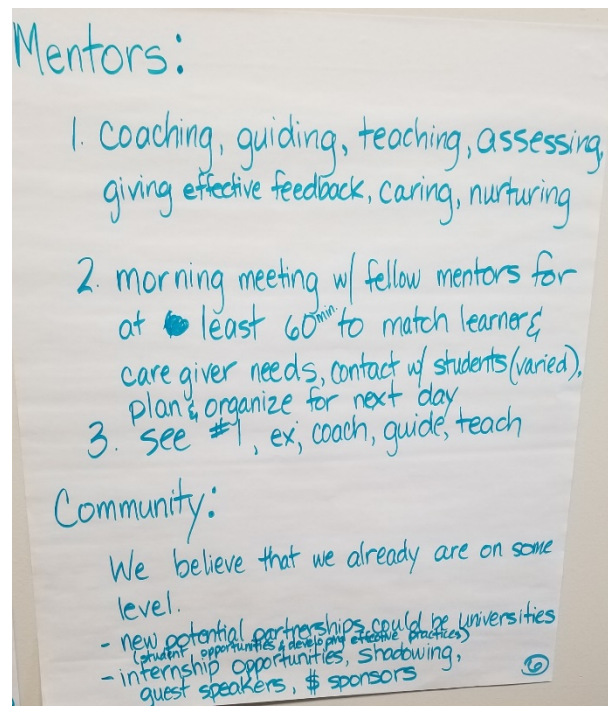 Mentors:
1. coaching, guiding, teaching, assessing,
giving effective feedback, caring, nurturing
2. morning meeting w/ fellow mentors for
at least 60 min. to match learner &
care giver needs, contact w/ students (varied),
plan & organize for next day
3. see #1, ex; coach, guide, teach
Community:
We believe that we already are on some
level.
- new potential partnerships could be universities
(student opportunities & developing effective practices)
- internship opportunities, shadowing,
guest speakers, $ sponsors
6